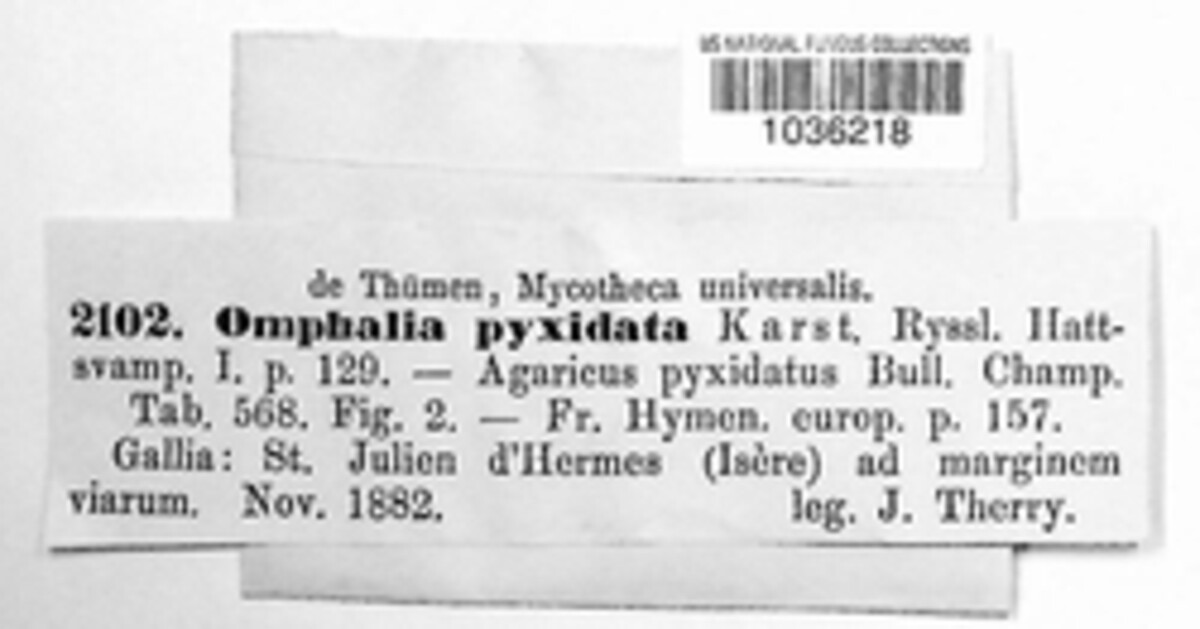 US NATIONAL FUNGUS COLLECTIONS
1036218
de Thümen, Mycotheca universalis.
2102. Omphalia pyxidata Karst. Ryssl. Hatt-
svamp. I. p. 129. — Agaricus pyxidatus Bull. Champ.
Tab. 568. Fig. 2. — Fr. Hymen. europ. p. 157.
Gallia: St. Julien d'Hermes (Isère) ad marginem
viarum. Nov. 1882. leg. J. Therry.